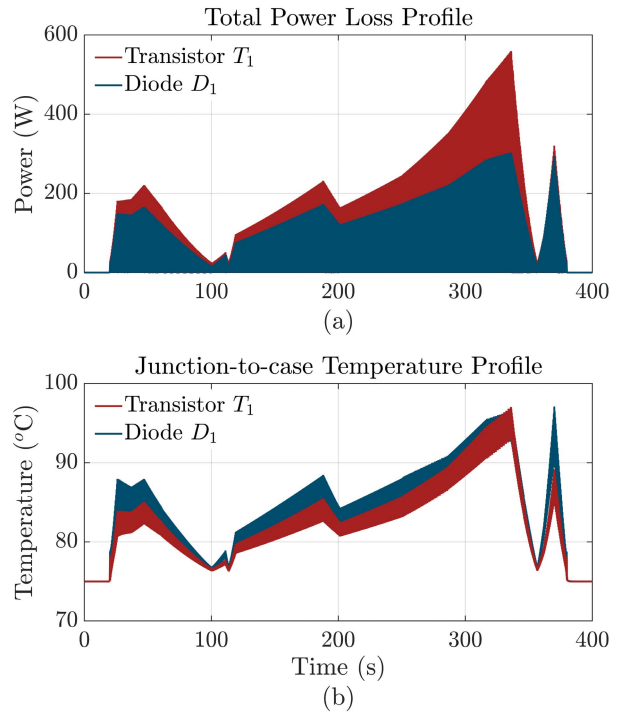 Total Power Loss Profile
600
400
200
0
Power (W)
Transistor T₁
Diode D₁
0 100 200 300 400
(a)
Junction-to-case Temperature Profile
100
90
80
70
Temperature (°C)
Transistor T₁
Diode D₁
0 100 200 300 400
Time (s)
(b)